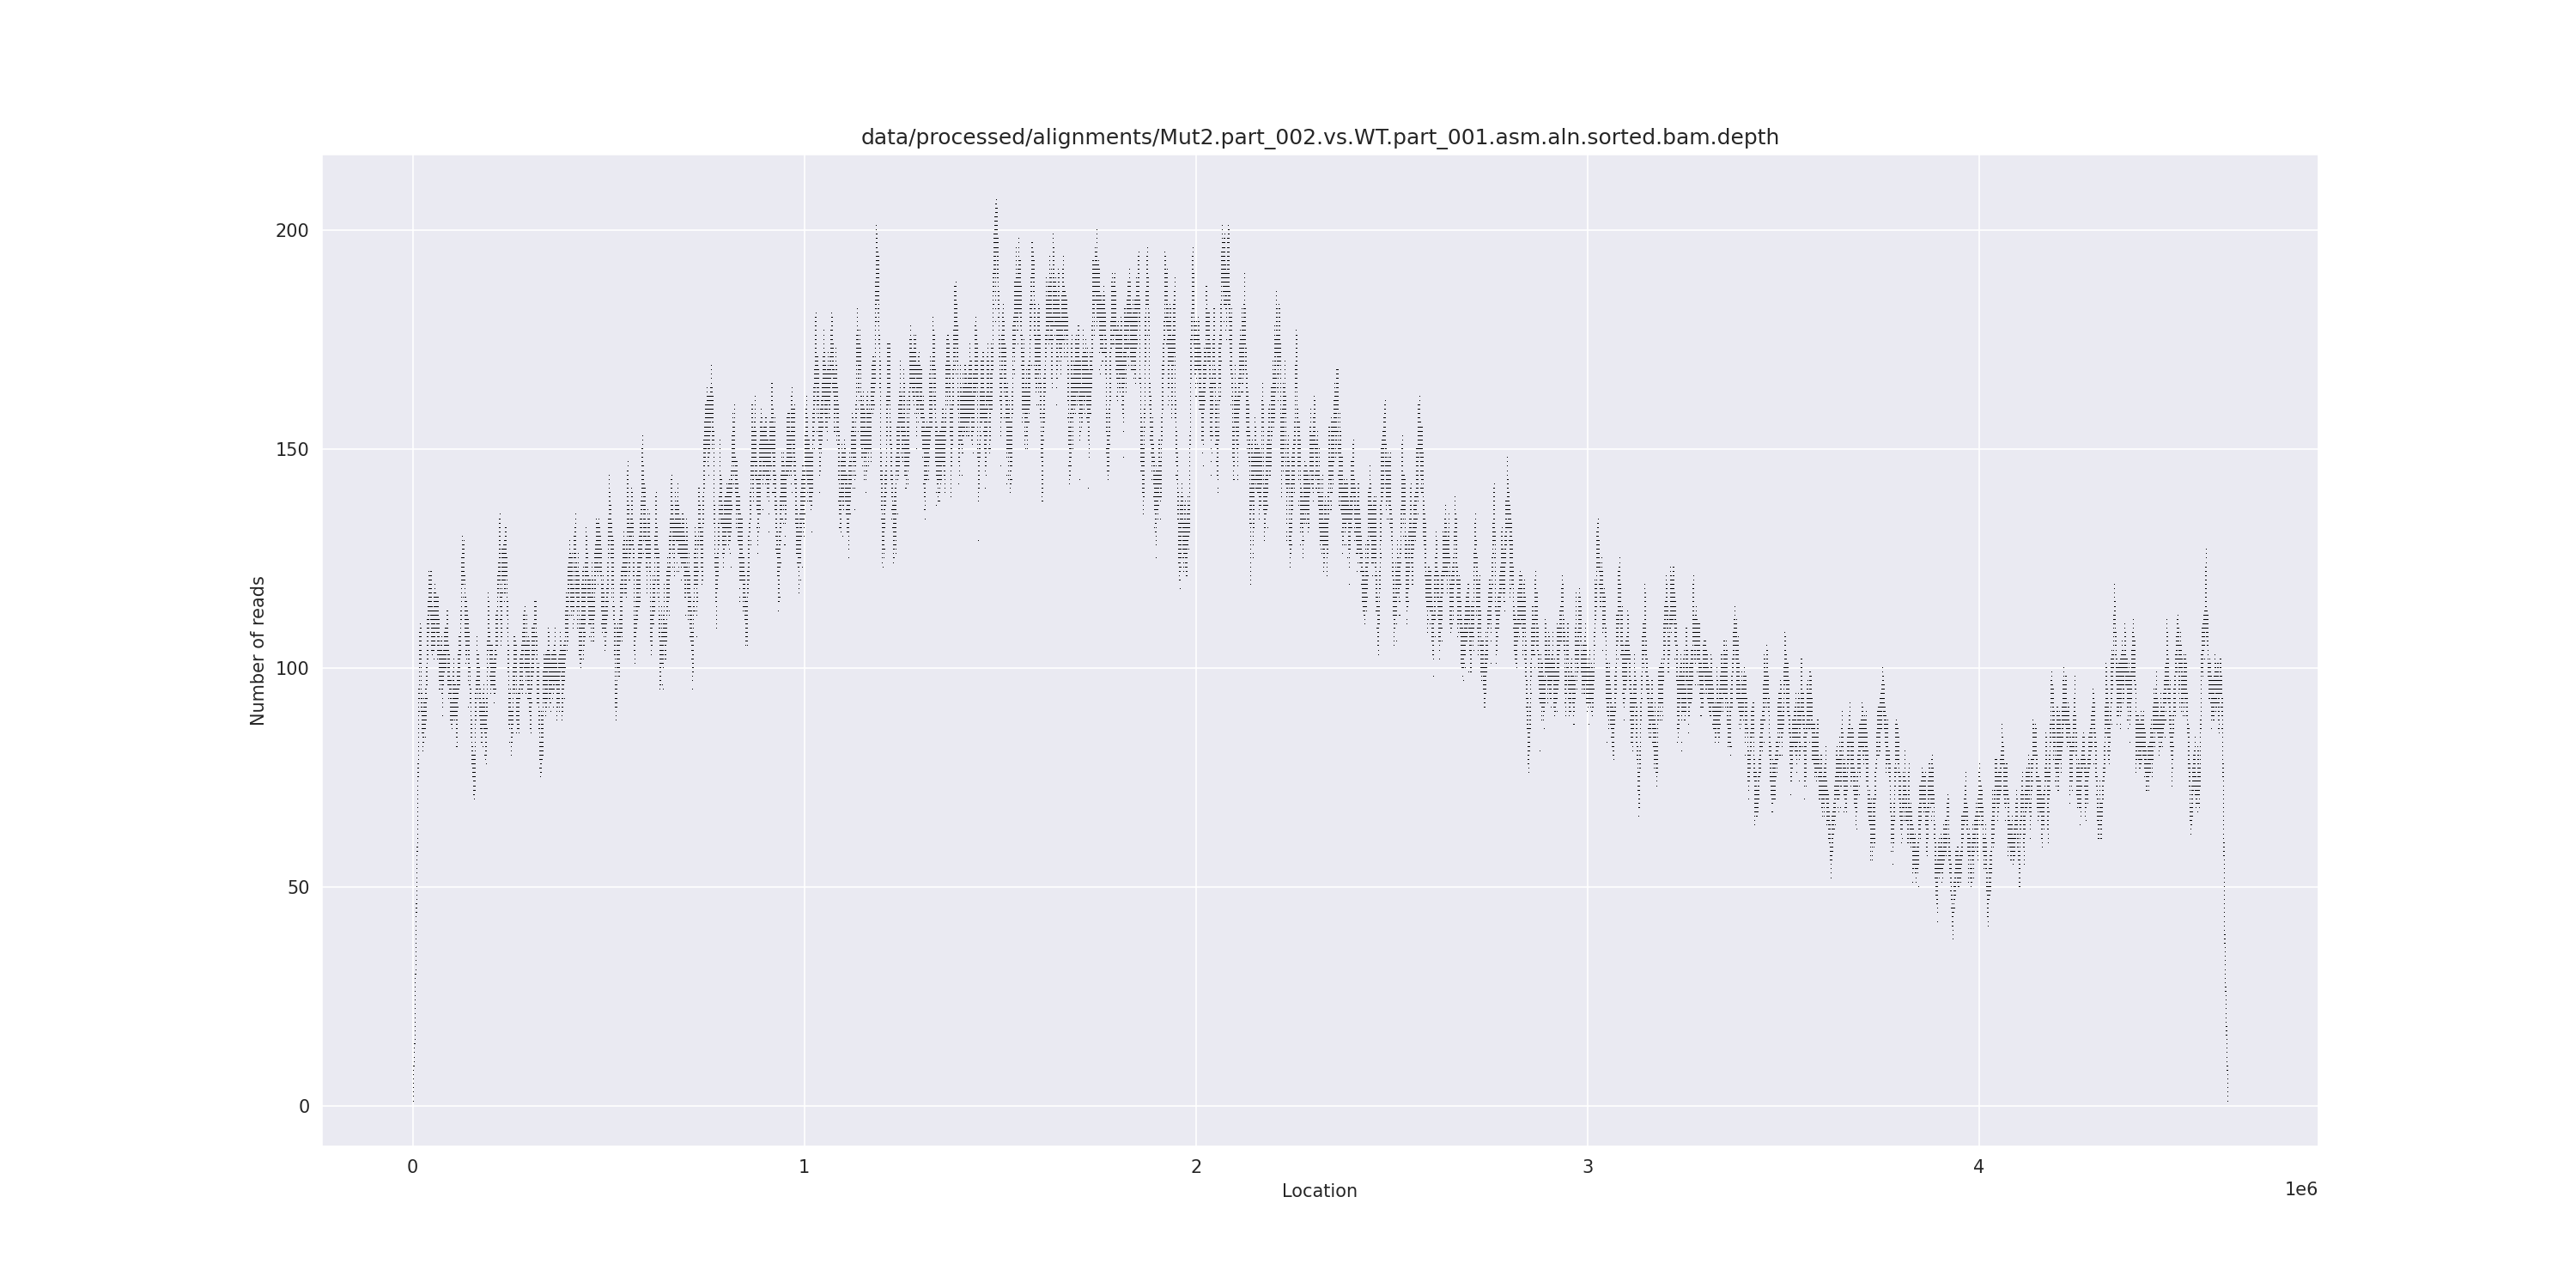 data/processed/alignments/Mut2.part_002.vs.WT.part_001.asm.aln.sorted.bam.depth
200
150
100
50
0
Number of reads
0 1 2 3 4
Location
1e6